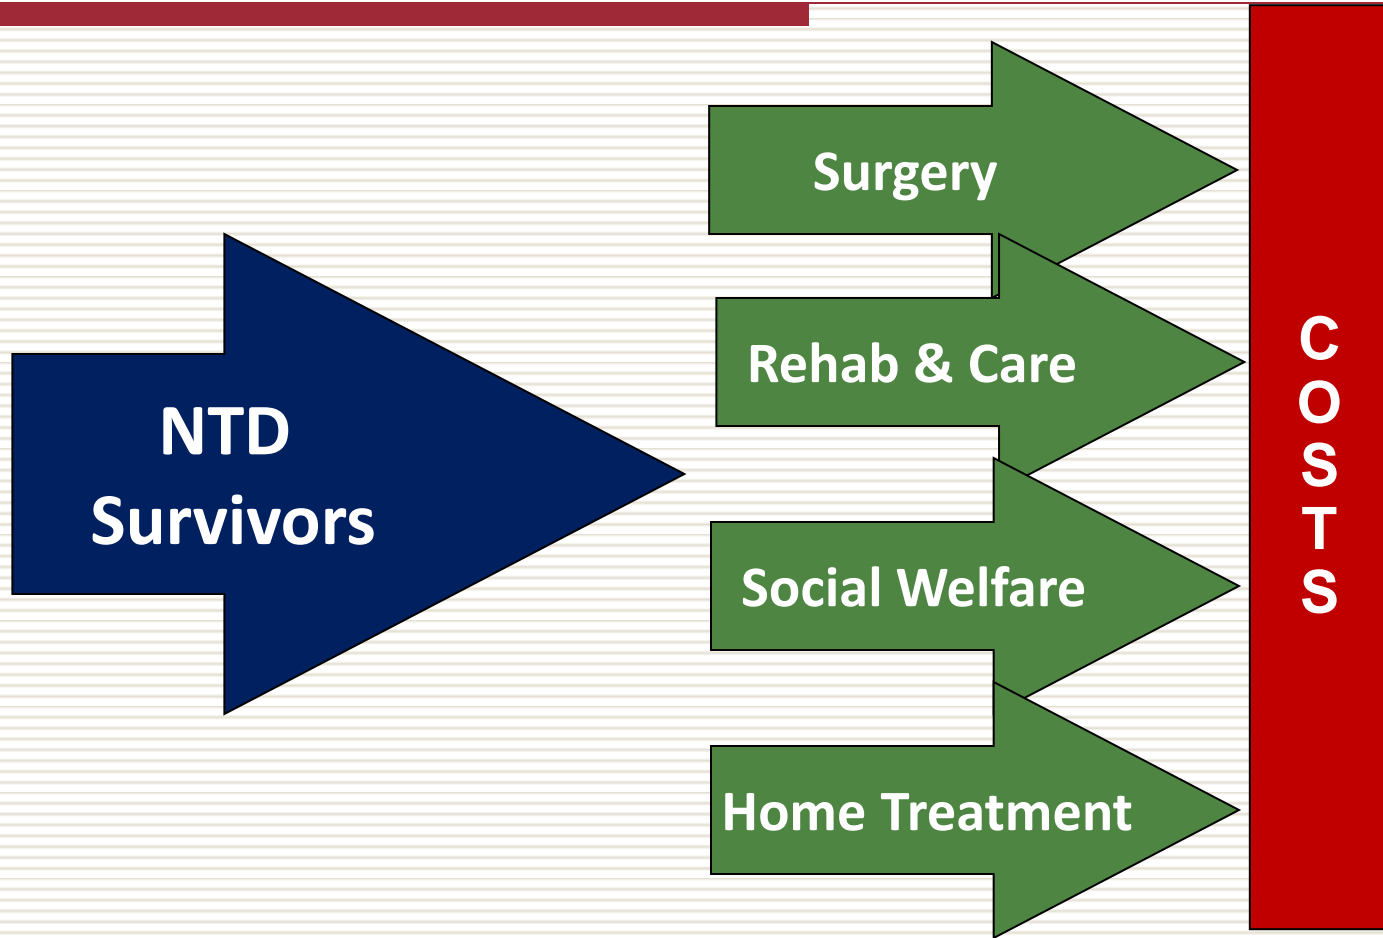 NTD
Survivors
Surgery
Rehab & Care
Social Welfare
Home Treatment
C
O
S
T
S